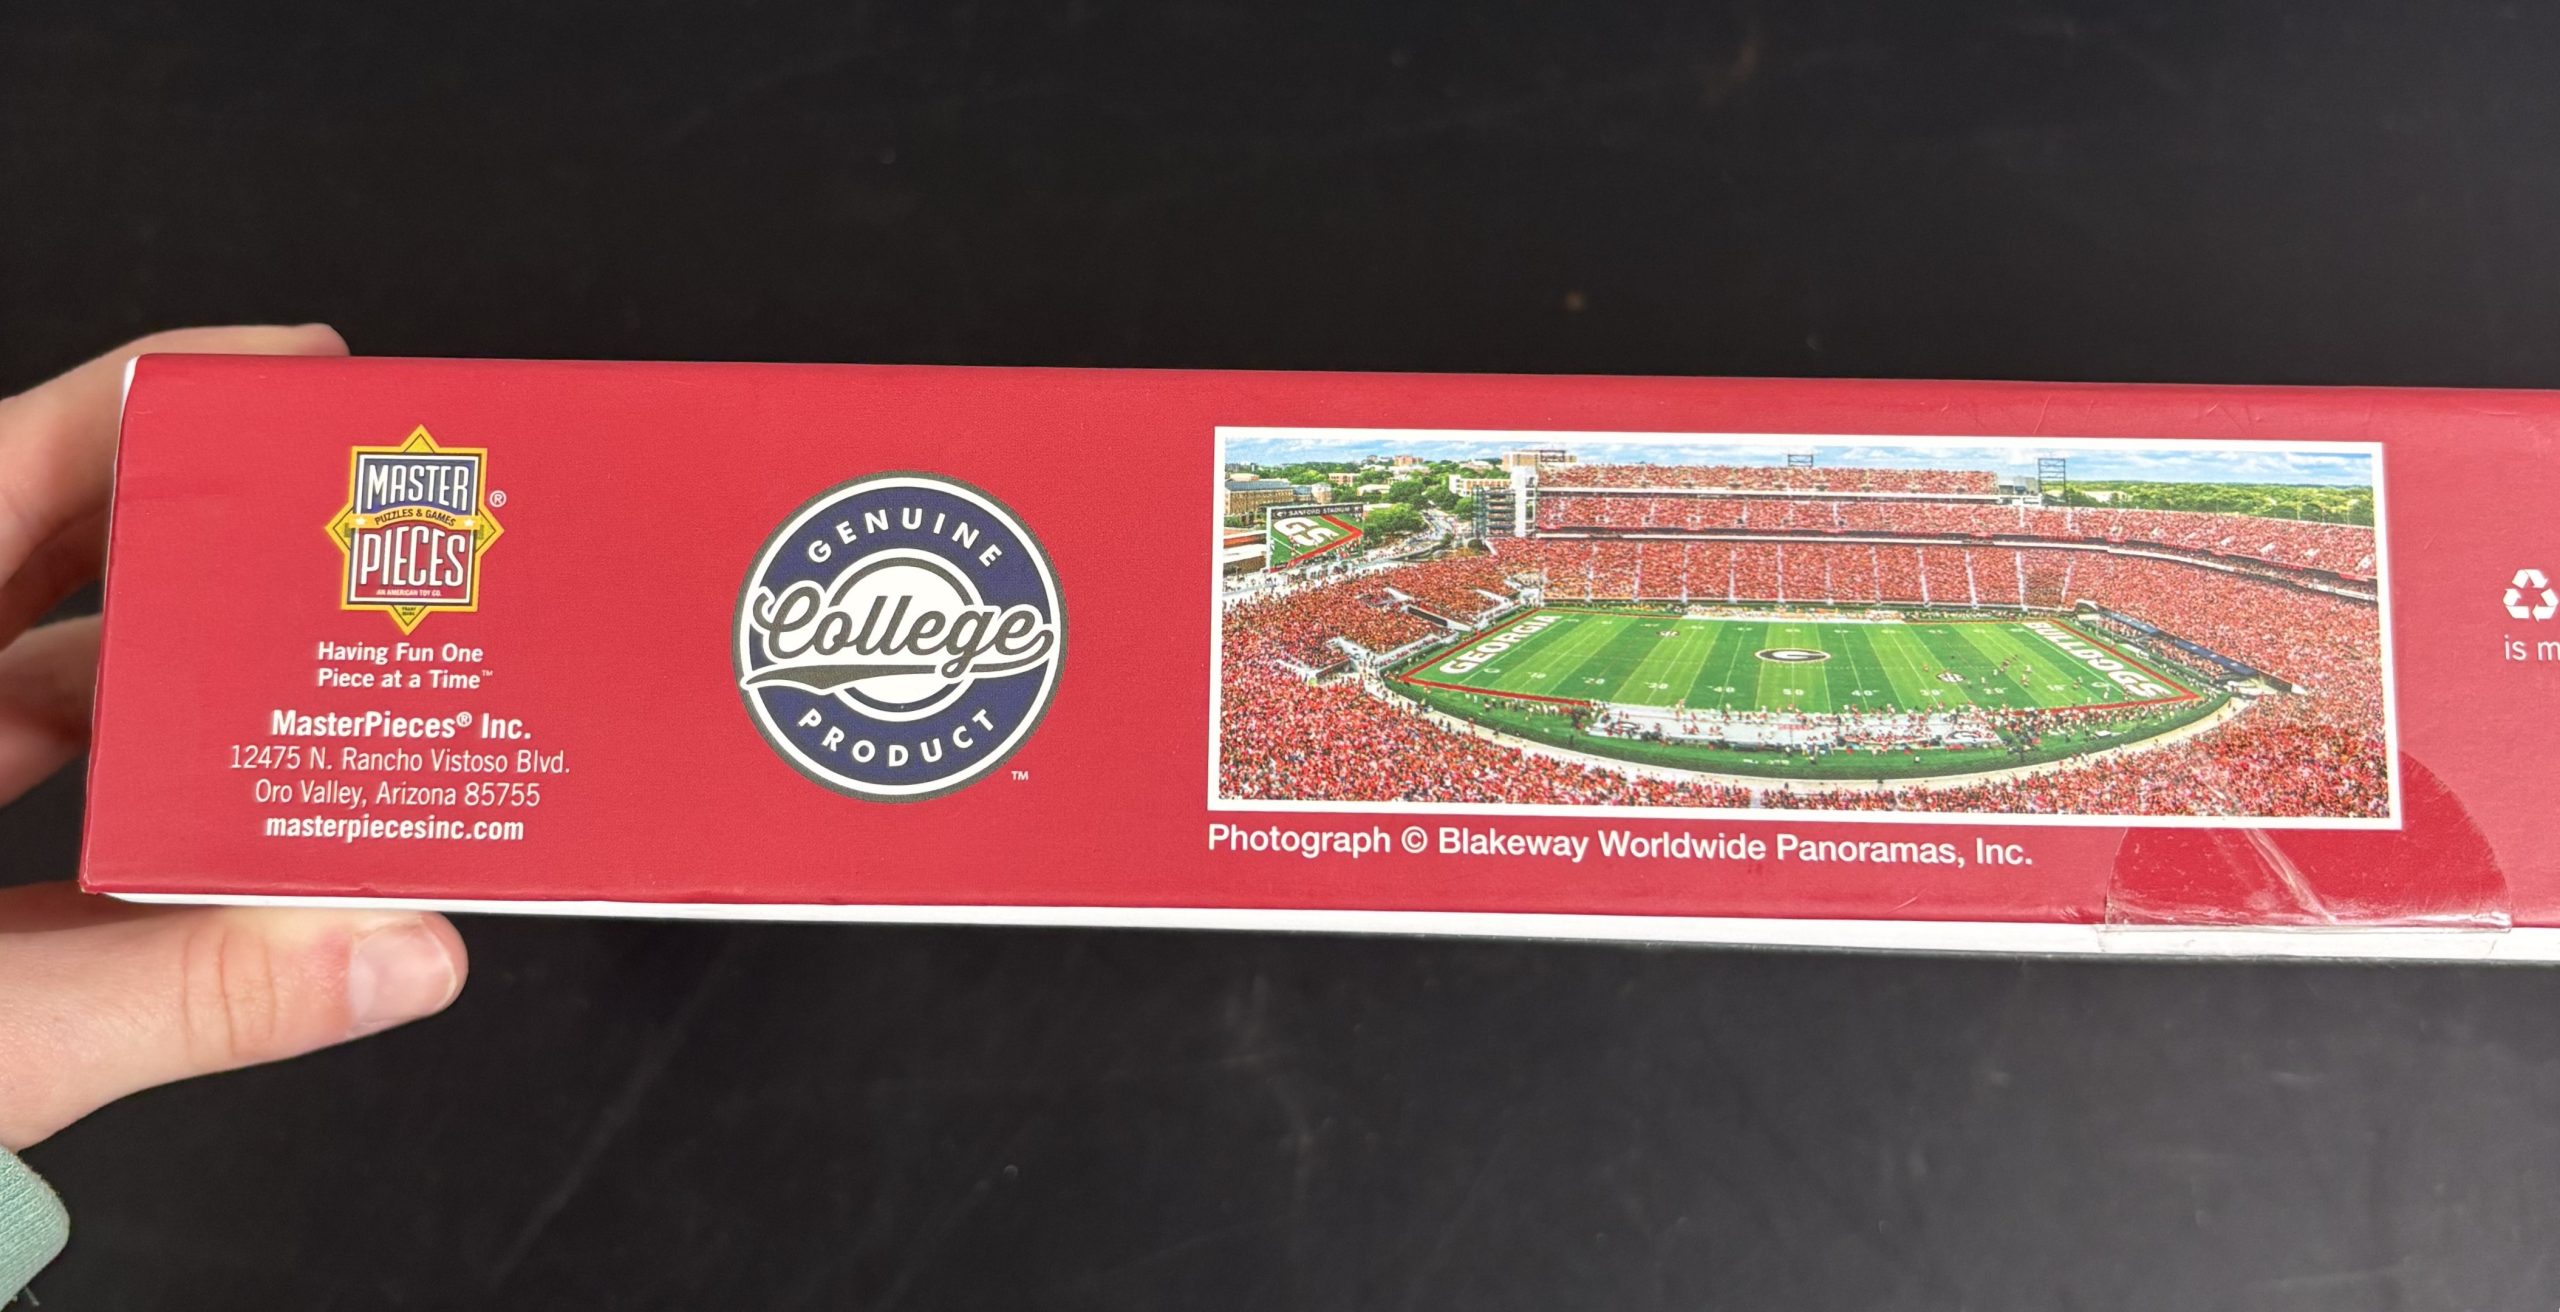 MASTER
PUZZLES & GAMES
PIECES
AN AMERICAN TOY CO.
®
Having Fun One
Piece at a Time™
MasterPieces® Inc.
12475 N. Rancho Vistoso Blvd.
Oro Valley, Arizona 85755
masterpiecesinc.com
GENUINE
College
PRODUCT
™
SANFORD STADIUM
GEORGIA
BULLDOGS
G
Photograph © Blakeway Worldwide Panoramas, Inc.
is m